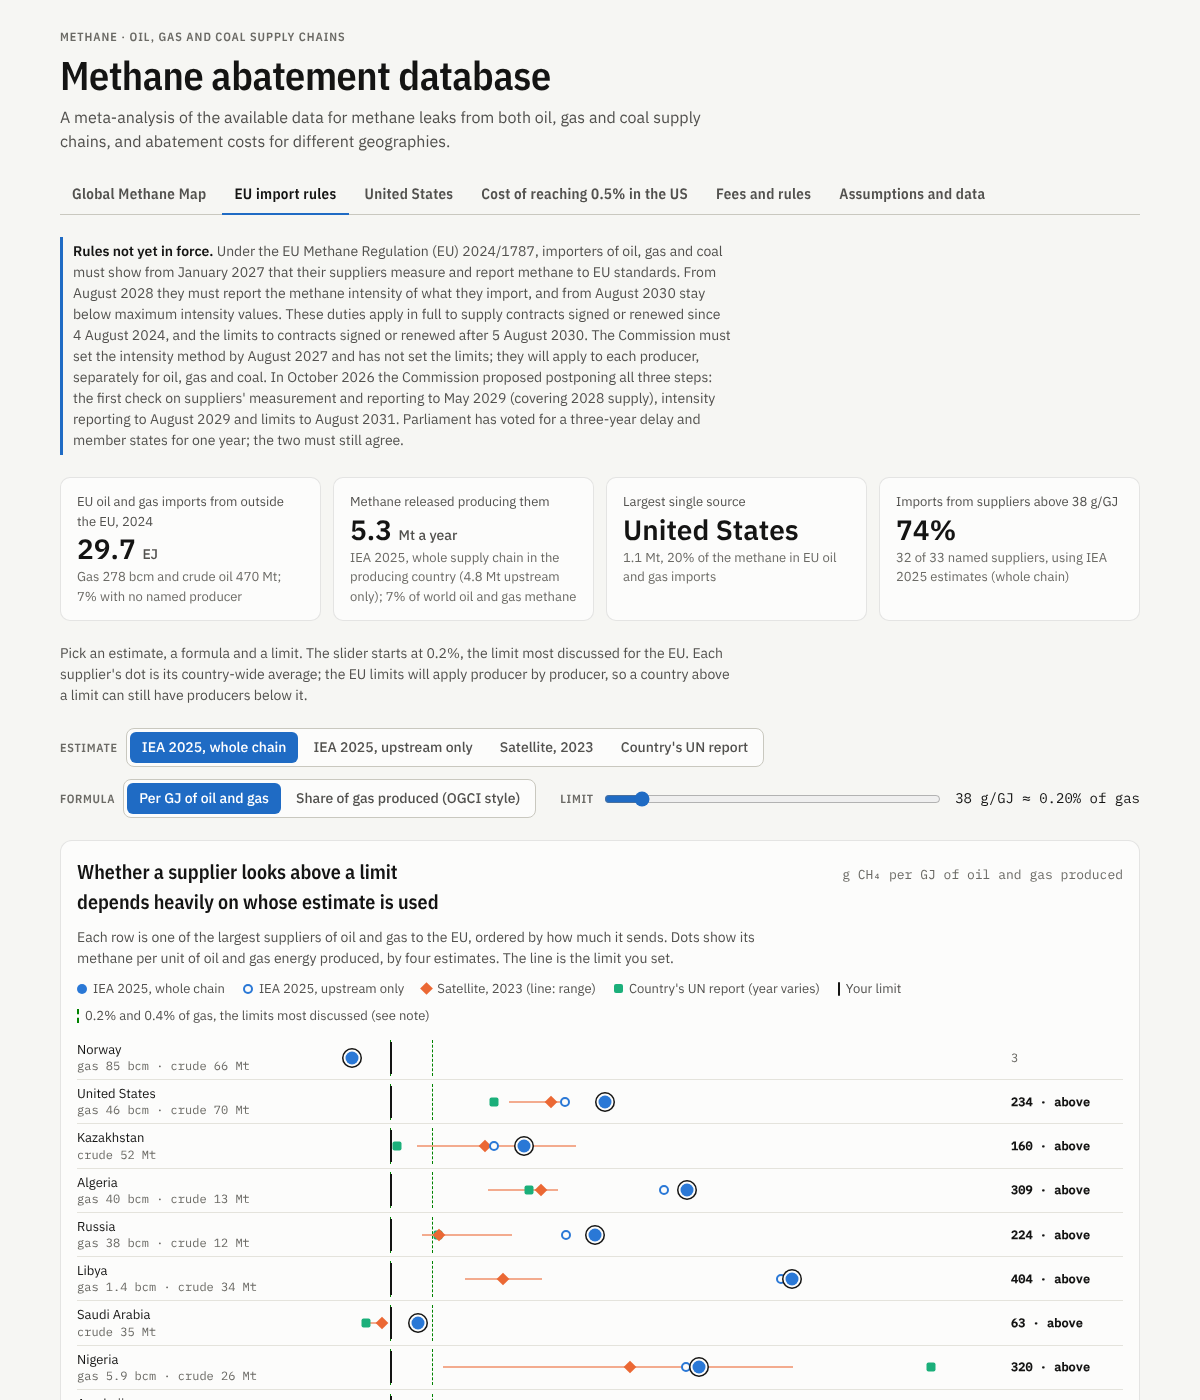 METHANE · OIL, GAS AND COAL SUPPLY CHAINS
Methane abatement database
A meta-analysis of the available data for methane leaks from both oil, gas and coal supply
chains, and abatement costs for different geographies.
Global Methane Map EU import rules United States Cost of reaching 0.5% in the US Fees and rules Assumptions and data
Rules not yet in force. Under the EU Methane Regulation (EU) 2024/1787, importers of oil, gas and coal
must show from January 2027 that their suppliers measure and report methane to EU standards. From
August 2028 they must report the methane intensity of what they import, and from August 2030 stay
below maximum intensity values. These duties apply in full to supply contracts signed or renewed since
4 August 2024, and the limits to contracts signed or renewed after 5 August 2030. The Commission must
set the intensity method by August 2027 and has not set the limits; they will apply to each producer,
separately for oil, gas and coal. In October 2026 the Commission proposed postponing all three steps:
the first check on suppliers' measurement and reporting to May 2029 (covering 2028 supply), intensity
reporting to August 2029 and limits to August 2031. Parliament has voted for a three-year delay and
member states for one year; the two must still agree.
EU oil and gas imports from outside
the EU, 2024
29.7 EJ
Gas 278 bcm and crude oil 470 Mt;
7% with no named producer
Methane released producing them
5.3 Mt a year
IEA 2025, whole supply chain in the
producing country (4.8 Mt upstream
only); 7% of world oil and gas methane
Largest single source
United States
1.1 Mt, 20% of the methane in EU oil
and gas imports
Imports from suppliers above 38 g/GJ
74%
32 of 33 named suppliers, using IEA
2025 estimates (whole chain)
Pick an estimate, a formula and a limit. The slider starts at 0.2%, the limit most discussed for the EU. Each
supplier's dot is its country-wide average; the EU limits will apply producer by producer, so a country above
a limit can still have producers below it.
ESTIMATE IEA 2025, whole chain IEA 2025, upstream only Satellite, 2023 Country's UN report
FORMULA Per GJ of oil and gas Share of gas produced (OGCI style) LIMIT 38 g/GJ ≈ 0.20% of gas
Whether a supplier looks above a limit
depends heavily on whose estimate is used
g CH₄ per GJ of oil and gas produced
Each row is one of the largest suppliers of oil and gas to the EU, ordered by how much it sends. Dots show its
methane per unit of oil and gas energy produced, by four estimates. The line is the limit you set.
IEA 2025, whole chain IEA 2025, upstream only Satellite, 2023 (line: range) Country's UN report (year varies) Your limit
0.2% and 0.4% of gas, the limits most discussed (see note)
Norway
gas 85 bcm · crude 66 Mt
3
United States
gas 46 bcm · crude 70 Mt
234 · above
Kazakhstan
crude 52 Mt
160 · above
Algeria
gas 40 bcm · crude 13 Mt
309 · above
Russia
gas 38 bcm · crude 12 Mt
224 · above
Libya
gas 1.4 bcm · crude 34 Mt
404 · above
Saudi Arabia
crude 35 Mt
63 · above
Nigeria
gas 5.9 bcm · crude 26 Mt
320 · above